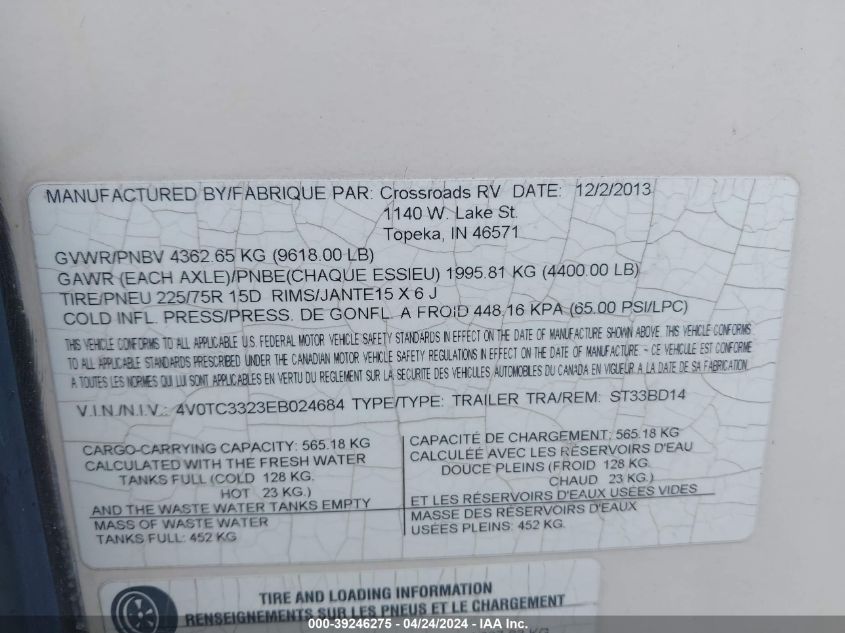 MANUFACTURED BY/FABRIQUE PAR: Crossroads RV DATE: 12/2/2013
1140 W. Lake St.
Topeka, IN 46571
GVWR/PNBV 4362.65 KG (9618.00 LB)
GAWR (EACH AXLE)/PNBE(CHAQUE ESSIEU) 1995.81 KG (4400.00 LB)
TIRE/PNEU 225/75R 15D RIMS/JANTE15 X 6 J
COLD INFL. PRESS/PRESS. DE GONFL. A FROID 448.16 KPA (65.00 PSI/LPC)
THIS VEHICLE CONFORMS TO ALL APPLICABLE U.S. FEDERAL MOTOR VEHICLE SAFETY STANDARDS IN EFFECT ON THE DATE OF MANUFACTURE SHOWN ABOVE. THIS VEHICLE CONFORMS
TO ALL APPLICABLE STANDARDS PRESCRIBED UNDER THE CANADIAN MOTOR VEHICLE SAFETY REGULATIONS IN EFFECT ON THE DATE OF MANUFACTURE. - CE VEHICULE EST CONFORME
A TOUTES LES NORMES QUI LUI SONT APPLICABLES EN VERTU DU REGLEMENT SUR LA SECURITE DES VEHICULES AUTOMOBILES DU CANADA EN VIGUEUR A LA DATE DE SA FABRICATION.
V.I.N./N.I.V.: 4V0TC3323EB024684 TYPE/TYPE: TRAILER TRA/REM: ST33BD14
CARGO-CARRYING CAPACITY: 565.18 KG
CALCULATED WITH THE FRESH WATER
TANKS FULL (COLD 128 KG.
HOT 23 KG.)
AND THE WASTE WATER TANKS EMPTY
MASS OF WASTE WATER
TANKS FULL: 452 KG
CAPACITÉ DE CHARGEMENT: 565.18 KG
CALCULÉE AVEC LES RÉSERVOIRS D'EAU
DOUCE PLEINS (FROID 128 KG.
CHAUD 23 KG.)
ET LES RÉSERVOIRS D'EAUX USÉES VIDES
MASSE DES RÉSERVOIRS D'EAUX
USÉES PLEINS: 452 KG.
TIRE AND LOADING INFORMATION
RENSEIGNEMENTS SUR LES PNEUS ET LE CHARGEMENT
000-39246275 - 04/24/2024 - IAA Inc.